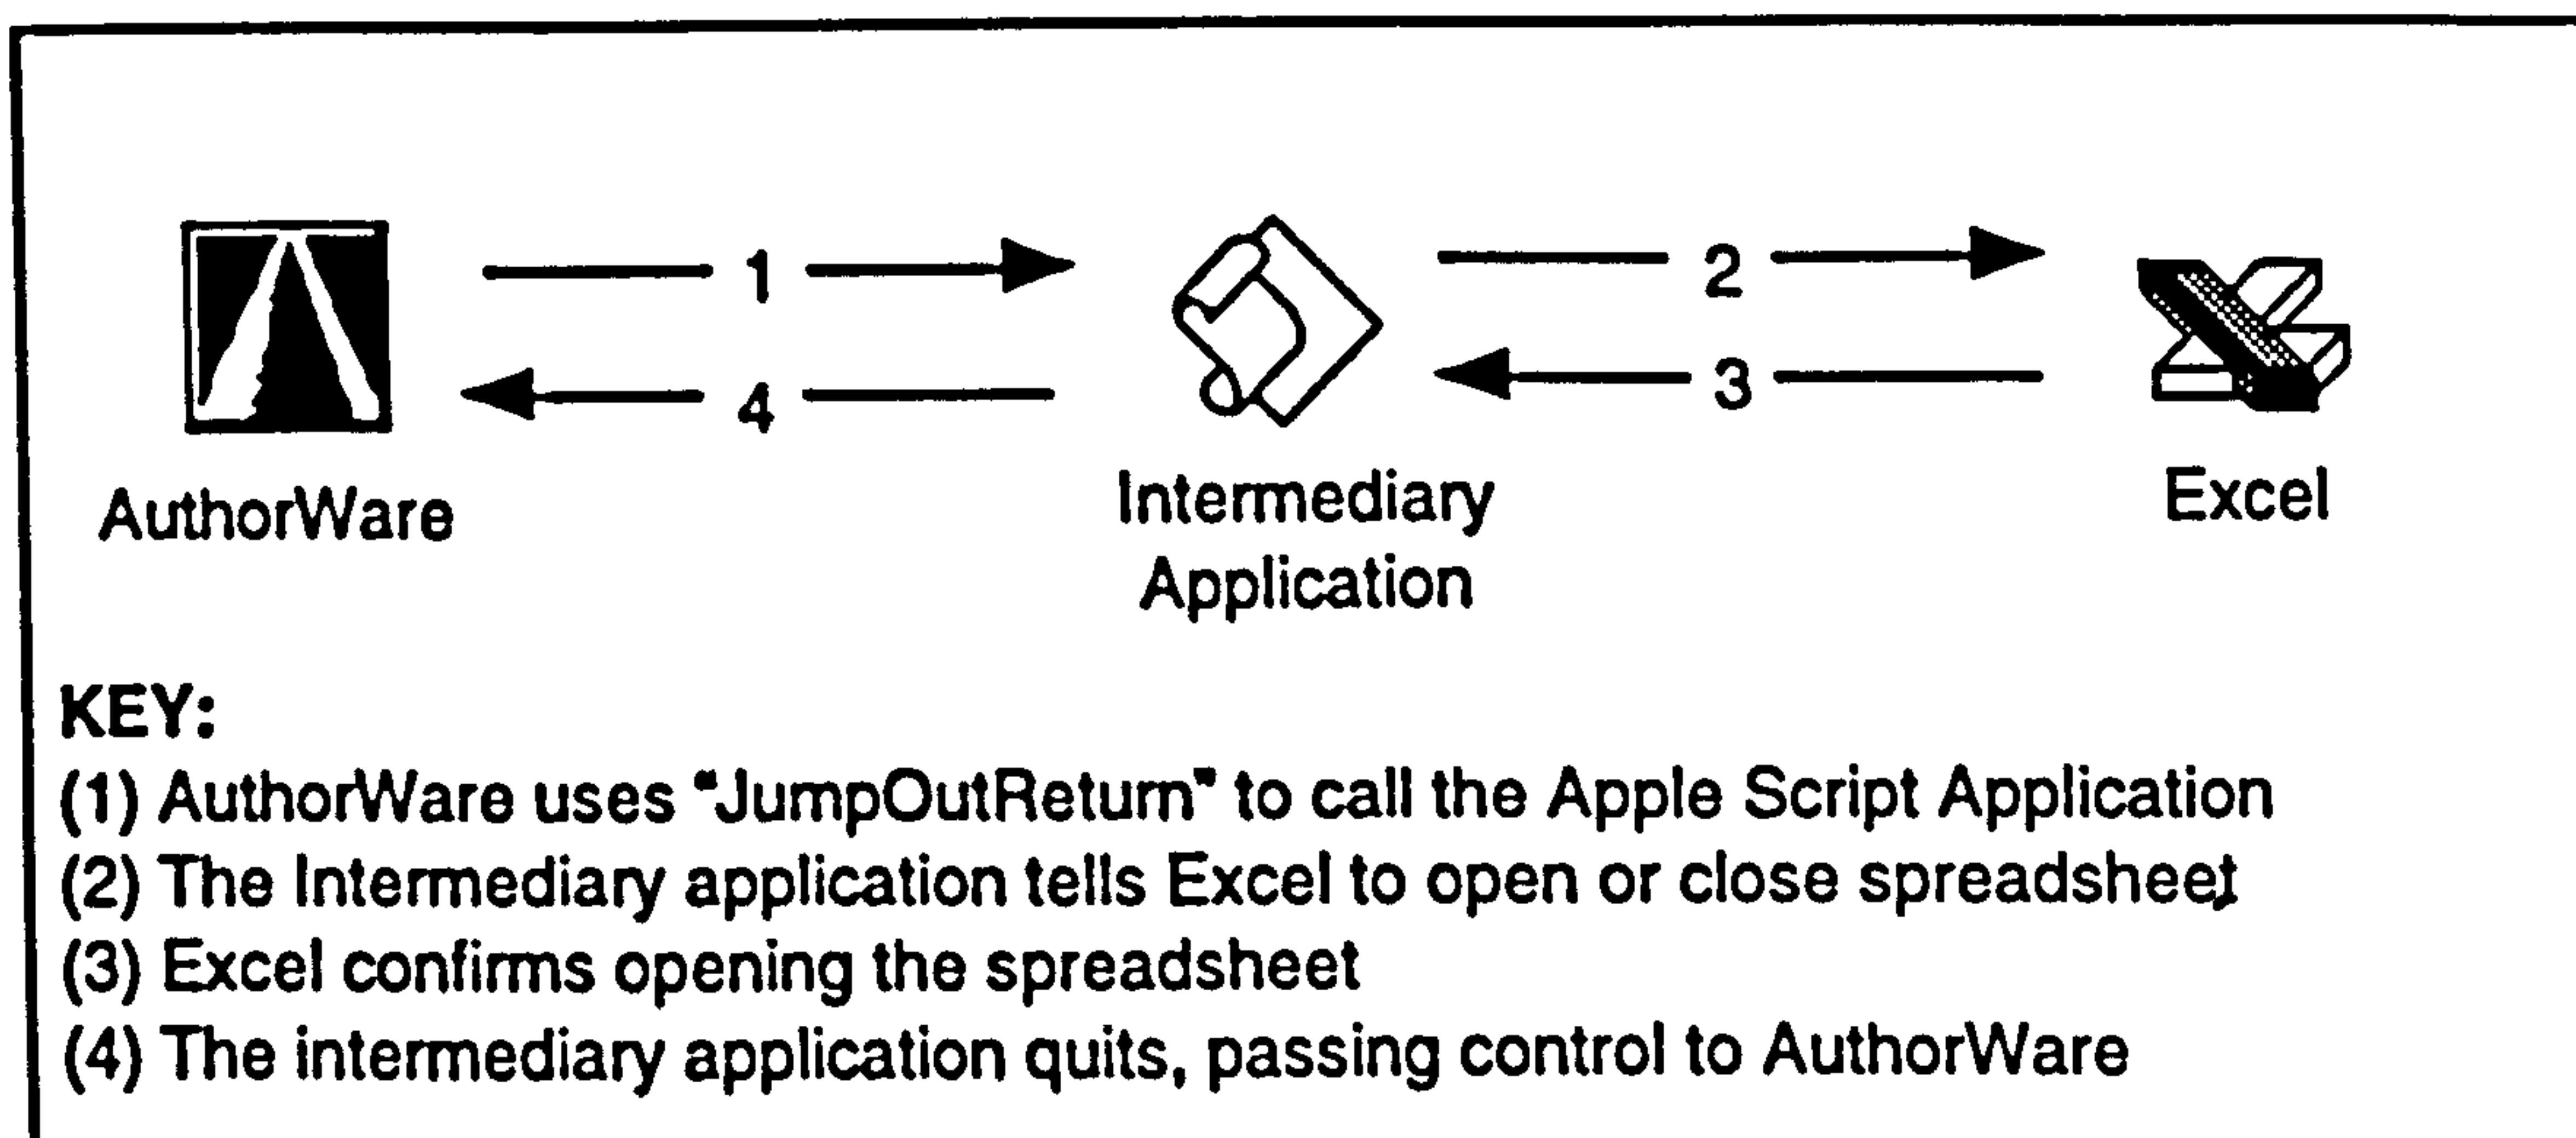 1
2
4
3
AuthorWare
Intermediary
Application
Excel
KEY:
(1) AuthorWare uses "JumpOutReturn" to call the Apple Script Application
(2) The Intermediary application tells Excel to open or close spreadsheet
(3) Excel confirms opening the spreadsheet
(4) The intermediary application quits, passing control to AuthorWare